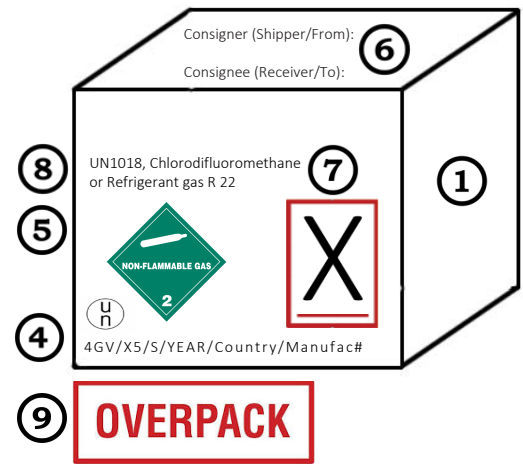 Consigner (Shipper/From):
6
Consignee (Receiver/To):
8
UN1018, Chlorodifluoromethane
or Refrigerant gas R 22
7
1
5
NON-FLAMMABLE GAS
2
X
u
n
4
4GV/X5/S/YEAR/Country/Manufac#
9
OVERPACK